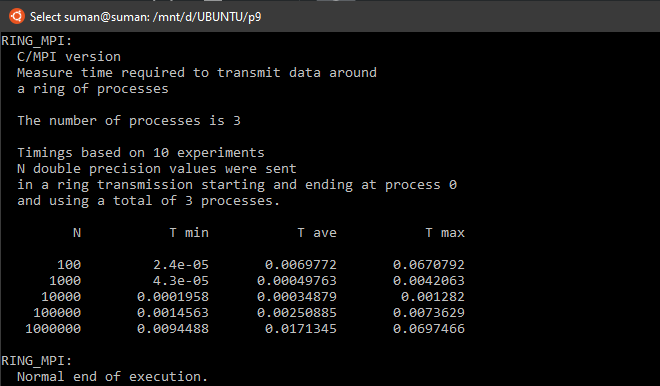 Select suman@suman: /mnt/d/UBUNTU/p9
RING_MPI:
C/MPI version
Measure time required to transmit data around
a ring of processes
The number of processes is 3
Timings based on 10 experiments
N double precision values were sent
in a ring transmission starting and ending at process 0
and using a total of 3 processes.
N T min T ave T max
100 2.4e-05 0.0069772 0.0670792
1000 4.3e-05 0.00049763 0.0042063
10000 0.0001958 0.00034879 0.001282
100000 0.0014563 0.00250885 0.0073629
1000000 0.0094488 0.0171345 0.0697466
RING_MPI:
Normal end of execution.